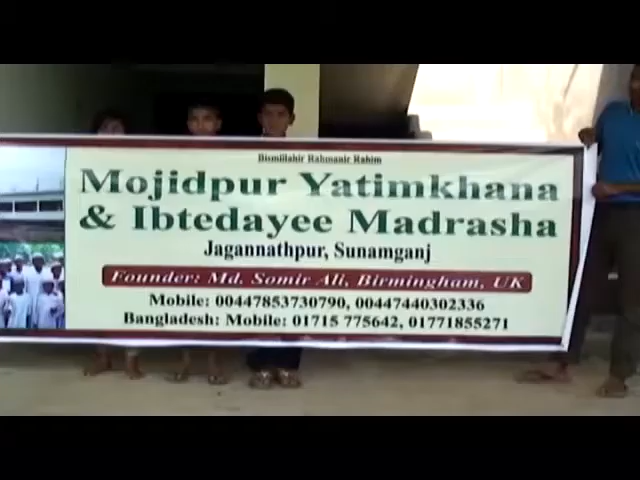 Bismillahir Rahmanir Rahim
Mojidpur Yatimkhana
& Ibtedayee Madrasha
Jagannathpur, Sunamganj
Founder: Md. Somir Ali, Birmingham, UK
Mobile: 00447853730790, 00447440302336
Bangladesh: Mobile: 01715 775642, 01771855271